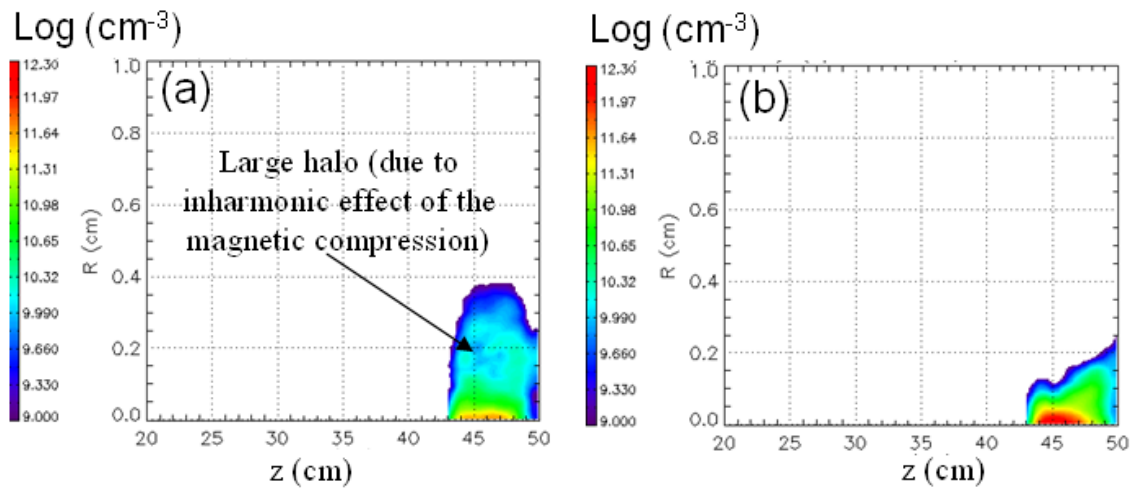 Log (cm-3)
12.30
11.97
11.64
11.31
10.98
10.65
10.32
9.990
9.660
9.330
9.000
(a)
Large halo (due to
inharmonic effect of the
magnetic compression)
R (cm)
1.0
0.8
0.6
0.4
0.2
0.0
20 25 30 35 40 45 50
z (cm)
Log (cm-3)
12.30
11.97
11.64
11.31
10.98
10.65
10.32
9.990
9.660
9.330
9.000
(b)
R (cm)
1.0
0.8
0.6
0.4
0.2
0.0
20 25 30 35 40 45 50
z (cm)